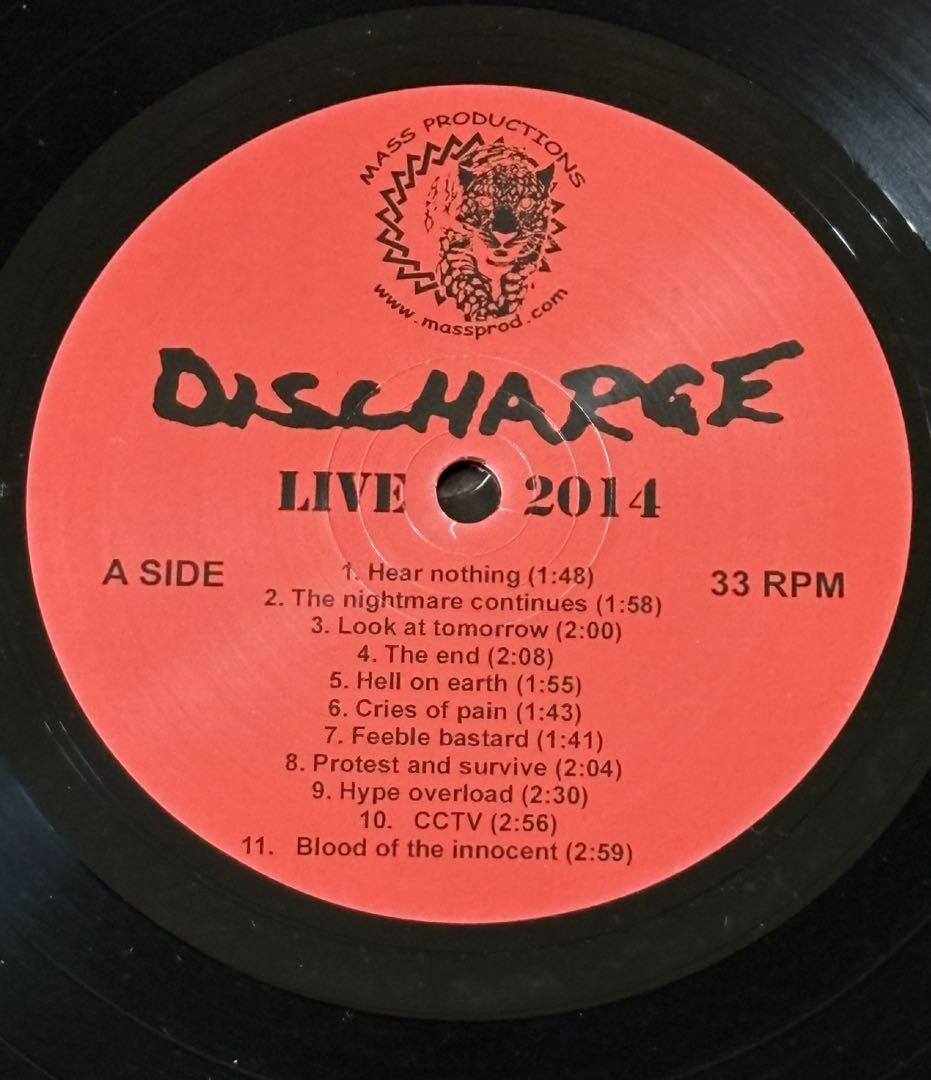 MASS PRODUCTIONS
www.massprod.com
DISCHARGE
LIVE 2014
A SIDE
33 RPM
1. Hear nothing (1:48)
2. The nightmare continues (1:58)
3. Look at tomorrow (2:00)
4. The end (2:08)
5. Hell on earth (1:55)
6. Cries of pain (1:43)
7. Feeble bastard (1:41)
8. Protest and survive (2:04)
9. Hype overload (2:30)
10. CCTV (2:56)
11. Blood of the innocent (2:59)